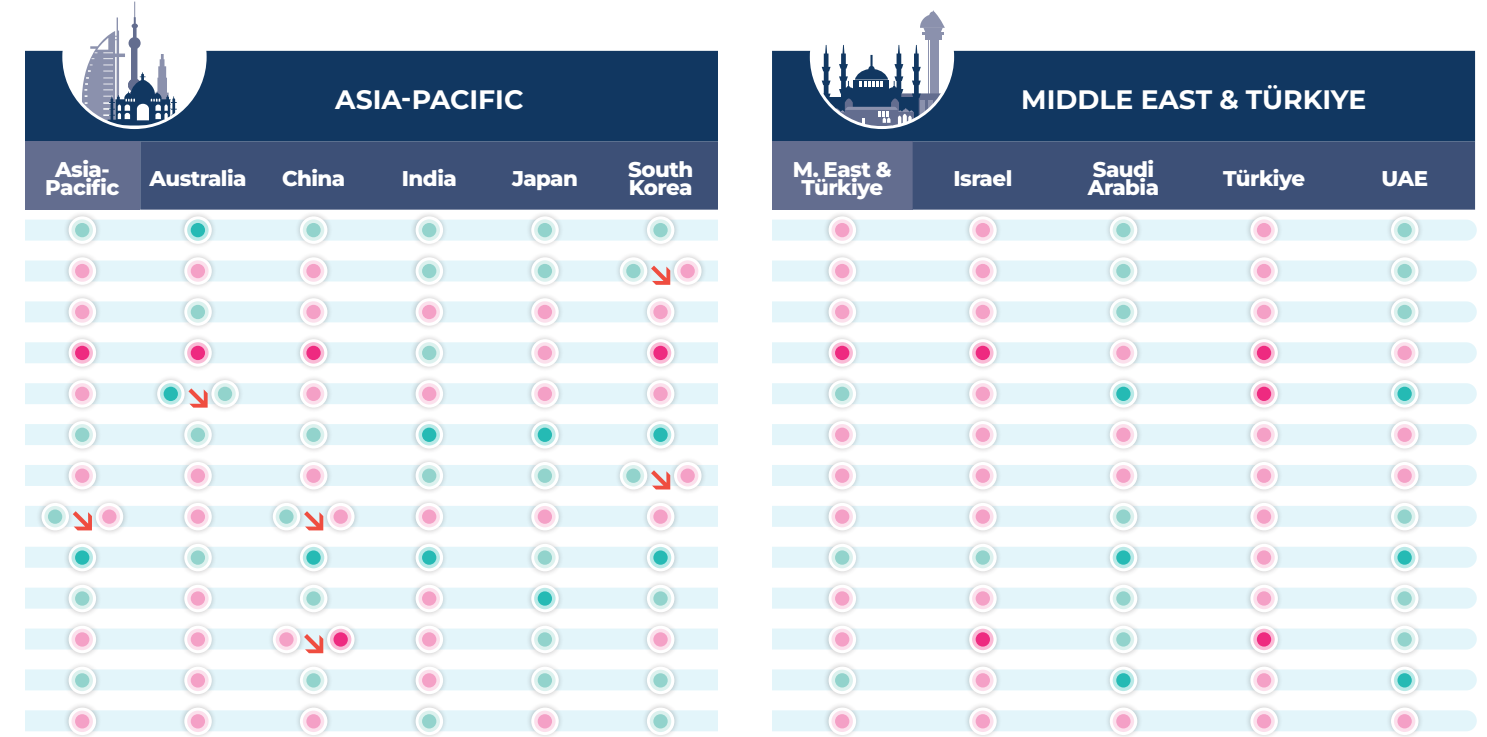 ASIA-PACIFIC
Asia-
Pacific
Australia
China
India
Japan
South
Korea
MIDDLE EAST & TÜRKIYE
M. East &
Türkiye
Israel
Saudi
Arabia
Türkiye
UAE